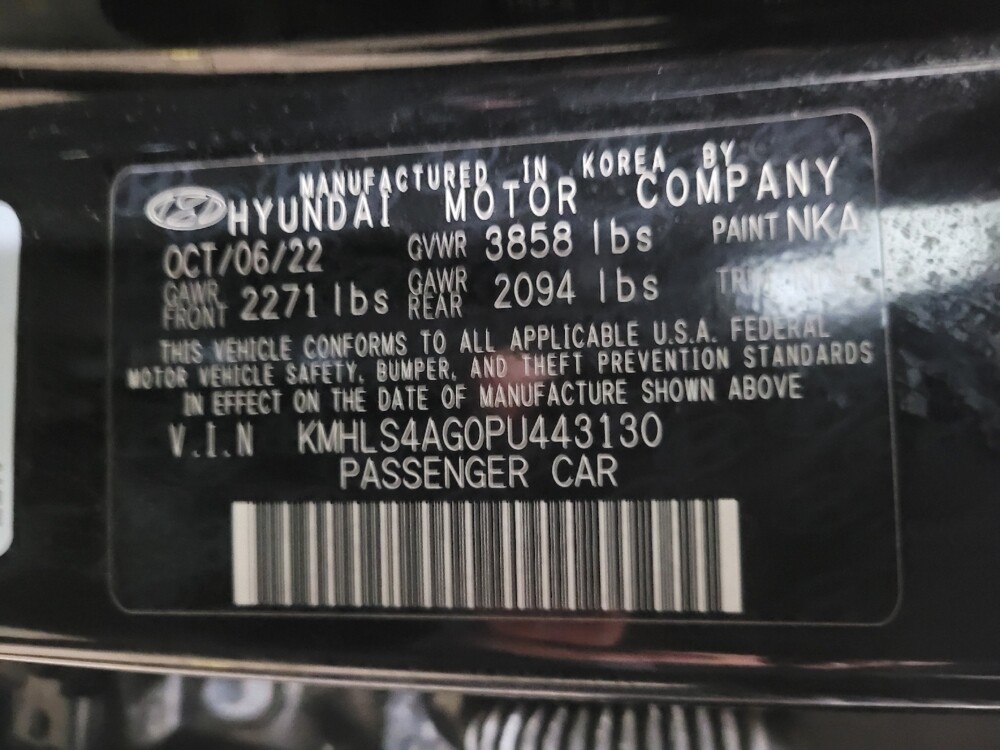 MANUFACTURED IN KOREA BY
HYUNDAI MOTOR COMPANY
OCT/06/22 GVWR 3858 lbs PAINT NKA
GAWR FRONT 2271 lbs GAWR REAR 2094 lbs
THIS VEHICLE CONFORMS TO ALL APPLICABLE U.S.A. FEDERAL
MOTOR VEHICLE SAFETY, BUMPER, AND THEFT PREVENTION STANDARDS
IN EFFECT ON THE DATE OF MANUFACTURE SHOWN ABOVE
V.I.N KMHLS4AG0PU443130
PASSENGER CAR